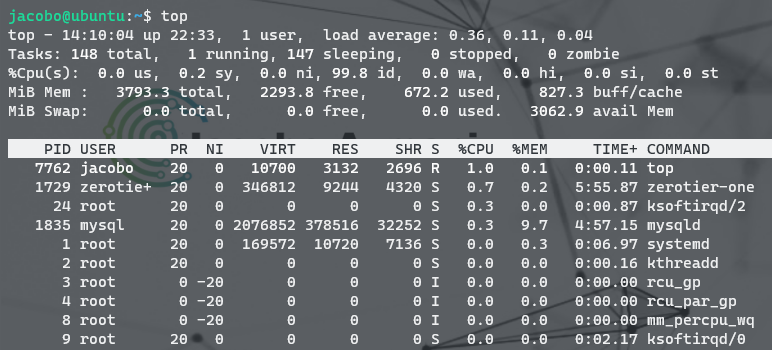 jacobo@ubuntu:~$ top
top - 14:10:04 up 22:33,  1 user,  load average: 0.36, 0.11, 0.04
Tasks: 148 total,   1 running, 147 sleeping,   0 stopped,   0 zombie
%Cpu(s):  0.0 us,  0.2 sy,  0.0 ni, 99.8 id,  0.0 wa,  0.0 hi,  0.0 si,  0.0 st
MiB Mem :   3793.3 total,   2293.8 free,    672.2 used,    827.3 buff/cache
MiB Swap:      0.0 total,      0.0 free,      0.0 used.   3062.9 avail Mem
PID USER      PR  NI    VIRT    RES    SHR S  %CPU  %MEM     TIME+ COMMAND
7762 jacobo    20   0   10700   3132   2696 R   1.0   0.1   0:00.11 top
1729 zerotie+  20   0  346812   9244   4320 S   0.7   0.2   5:55.87 zerotier-one
24 root      20   0       0      0      0 S   0.3   0.0   0:00.87 ksoftirqd/2
1835 mysql     20   0 2076852 378516  32252 S   0.3   9.7   4:57.15 mysqld
1 root      20   0  169572  10720   7136 S   0.0   0.3   0:06.97 systemd
2 root      20   0       0      0      0 S   0.0   0.0   0:00.16 kthreadd
3 root       0 -20       0      0      0 I   0.0   0.0   0:00.00 rcu_gp
4 root       0 -20       0      0      0 I   0.0   0.0   0:00.00 rcu_par_gp
8 root       0 -20       0      0      0 I   0.0   0.0   0:00.00 mm_percpu_wq
9 root      20   0       0      0      0 S   0.0   0.0   0:02.17 ksoftirqd/0